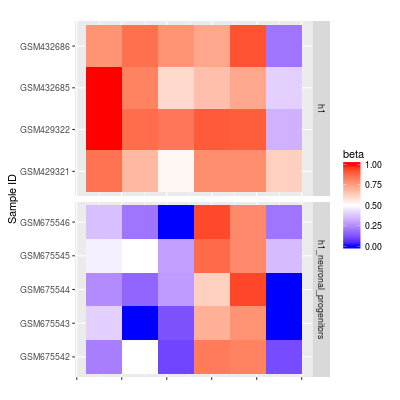 Sample ID
GSM432686
GSM432685
GSM429322
GSM429321
h1
GSM675546
GSM675545
GSM675544
GSM675543
GSM675542
h1_neuronal_progenitors
beta
1.00
0.75
0.50
0.25
0.00